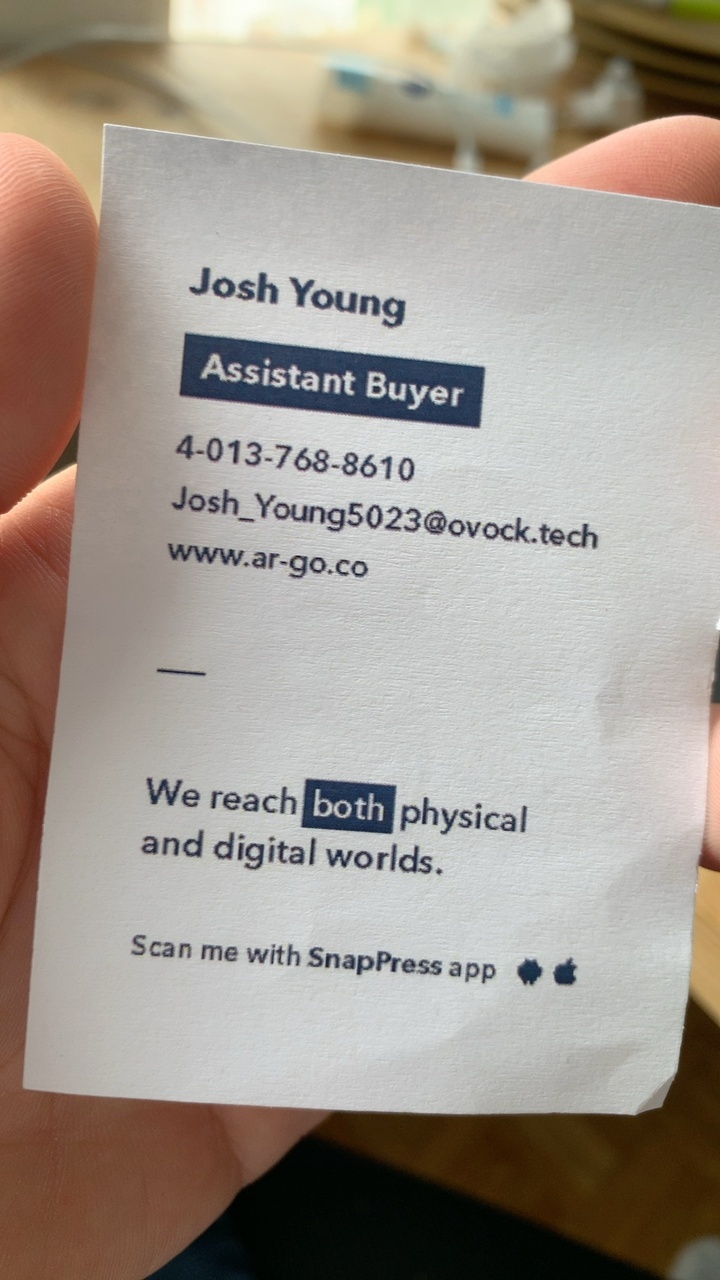 Josh Young
Assistant Buyer
4-013-768-8610
Josh_Young5023@ovock.tech
www.ar-go.co
—
We reach both physical
and digital worlds.
Scan me with SnapPress app